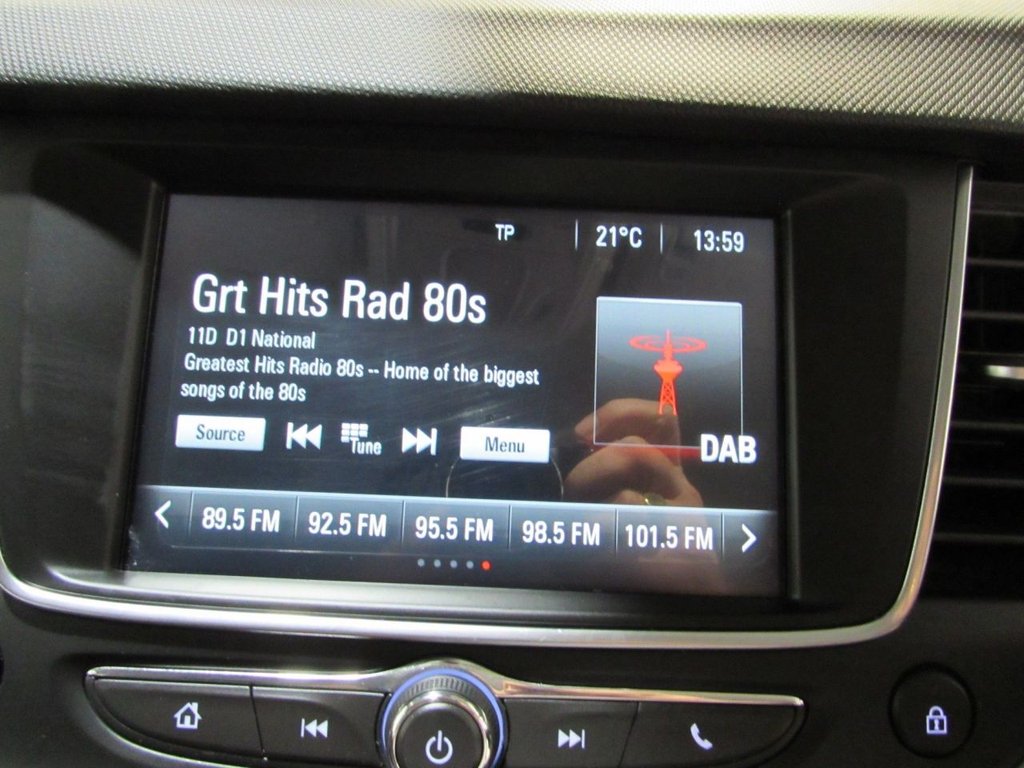 TP 21°C 13:59
Grt Hits Rad 80s
11D D1 National
Greatest Hits Radio 80s -- Home of the biggest
songs of the 80s
Source Tune Menu
DAB
89.5 FM 92.5 FM 95.5 FM 98.5 FM 101.5 FM